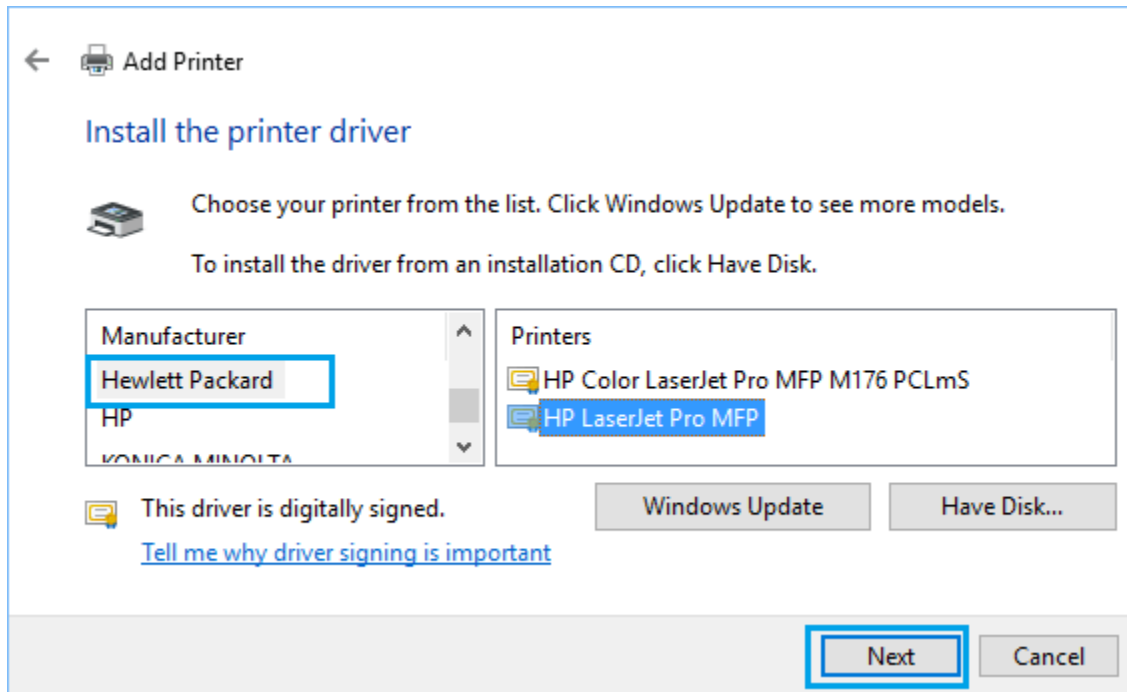 Add Printer
Install the printer driver
Choose your printer from the list. Click Windows Update to see more models.
To install the driver from an installation CD, click Have Disk.
Manufacturer
Hewlett Packard
HP
KONICA MINOLTA
Printers
HP Color LaserJet Pro MFP M176 PCLmS
HP LaserJet Pro MFP
This driver is digitally signed.
Tell me why driver signing is important
Windows Update
Have Disk...
Next
Cancel